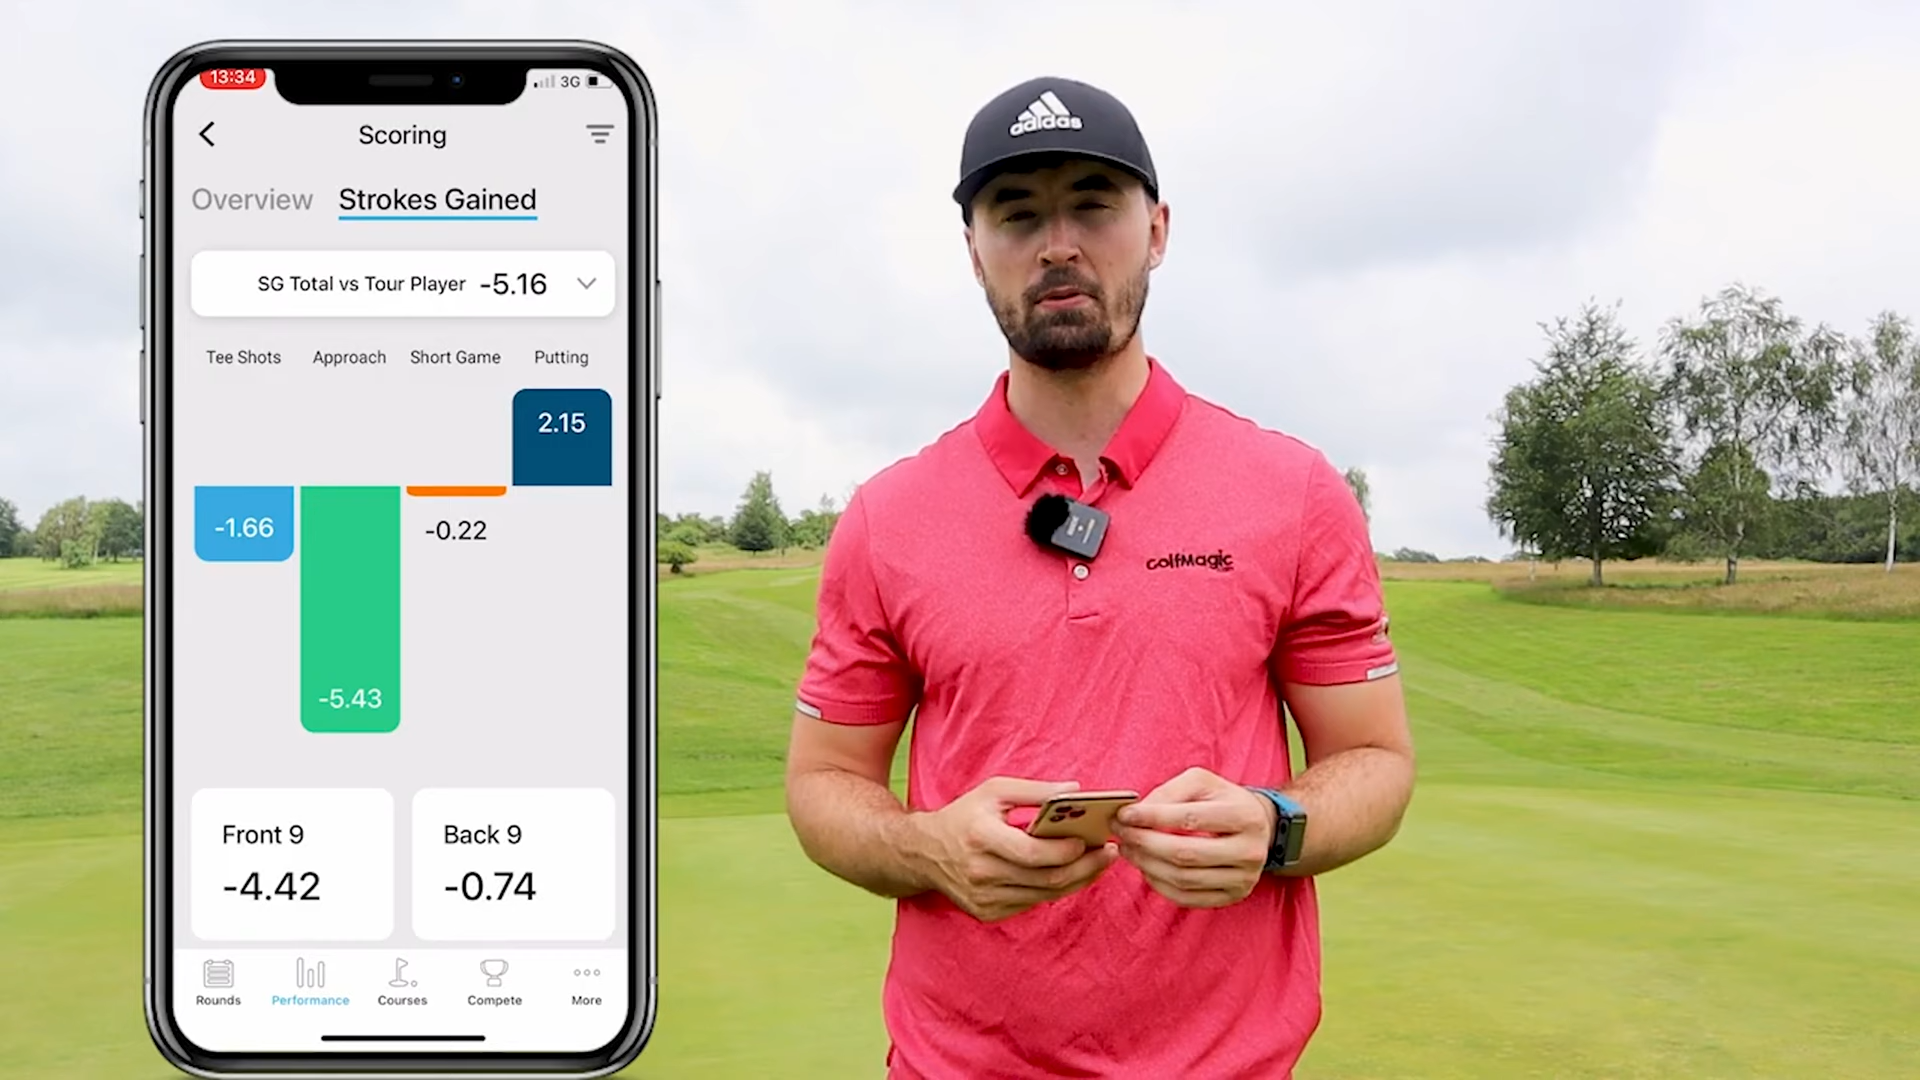 13:34
3G
Scoring
Overview Strokes Gained
SG Total vs Tour Player -5.16
Tee Shots Approach Short Game Putting
2.15
-1.66
-0.22
-5.43
Front 9 Back 9
-4.42 -0.74
Rounds Performance Courses Compete More
adidas
GolfMagic